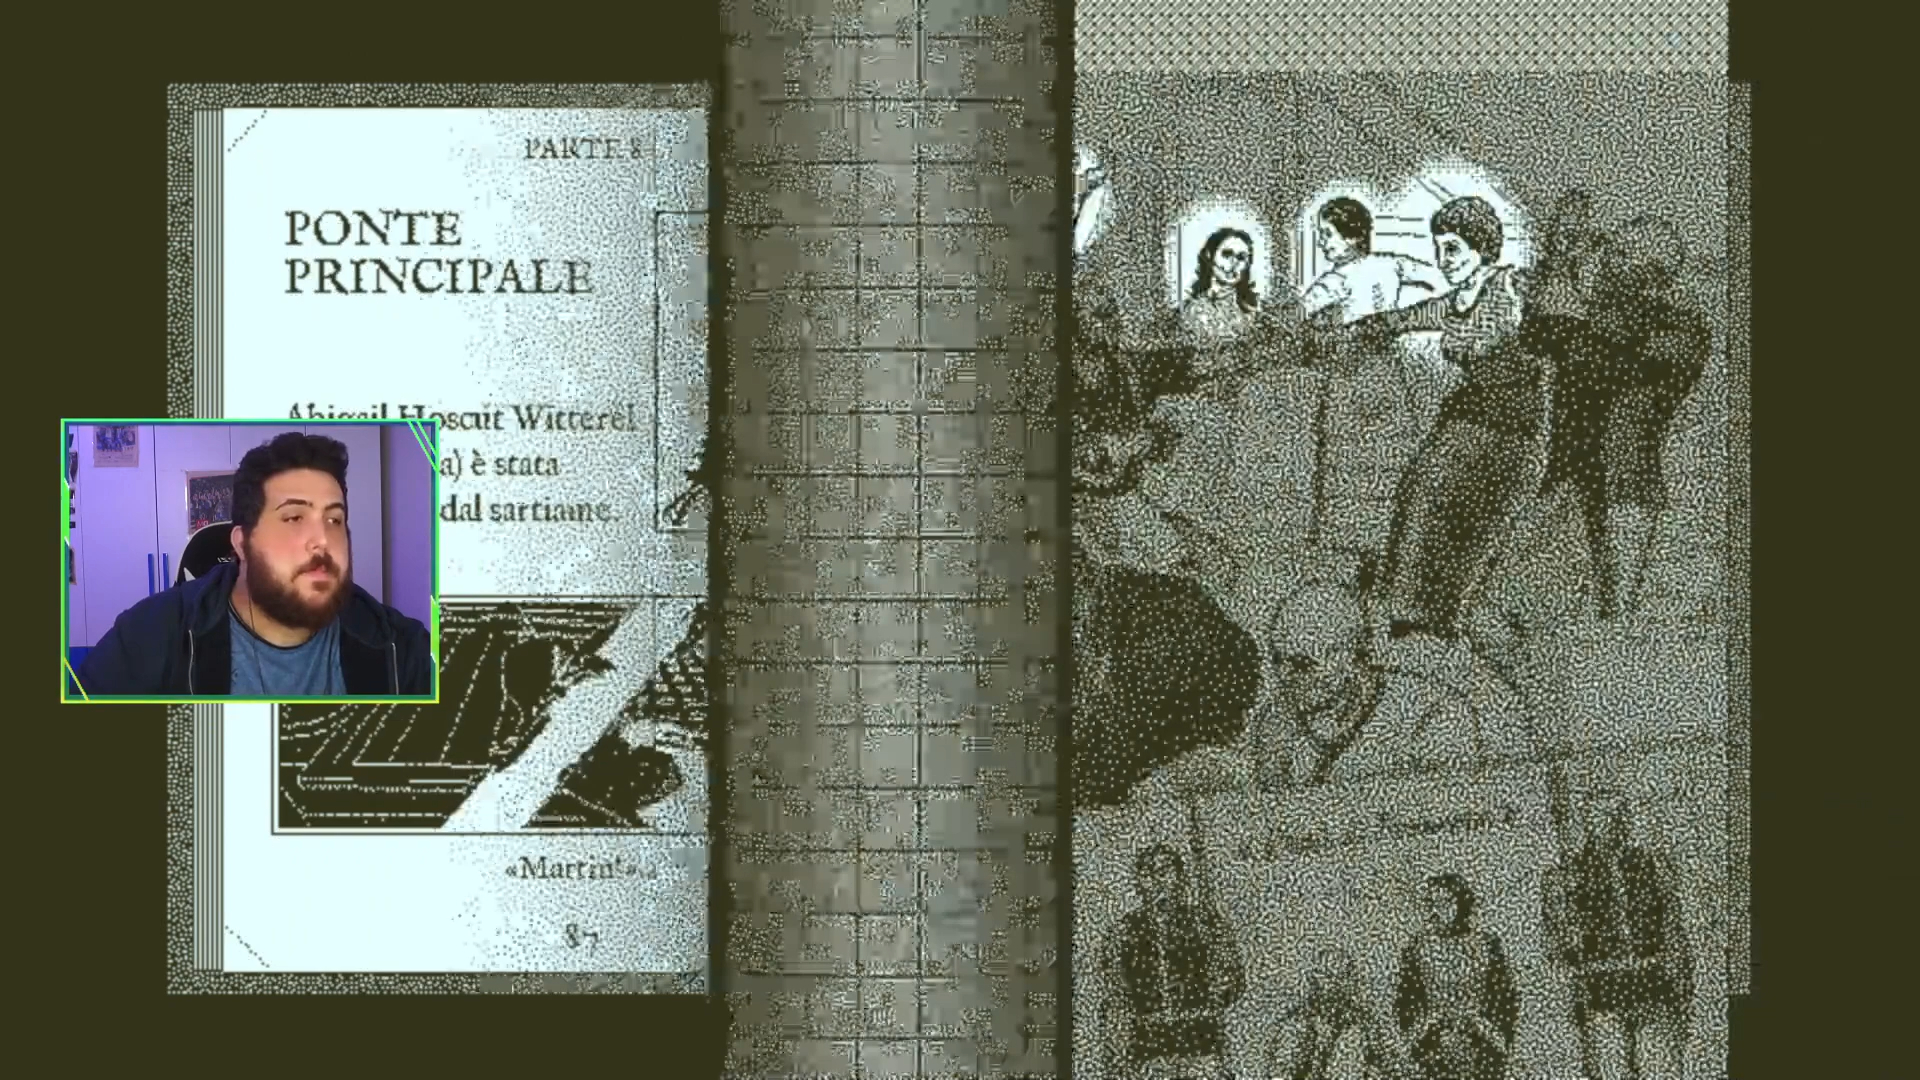 PARTE 8
PONTE
PRINCIPALE
Abigail Hoscut Witterel
a) è stata
dal sartiame.
«Martin!»
87